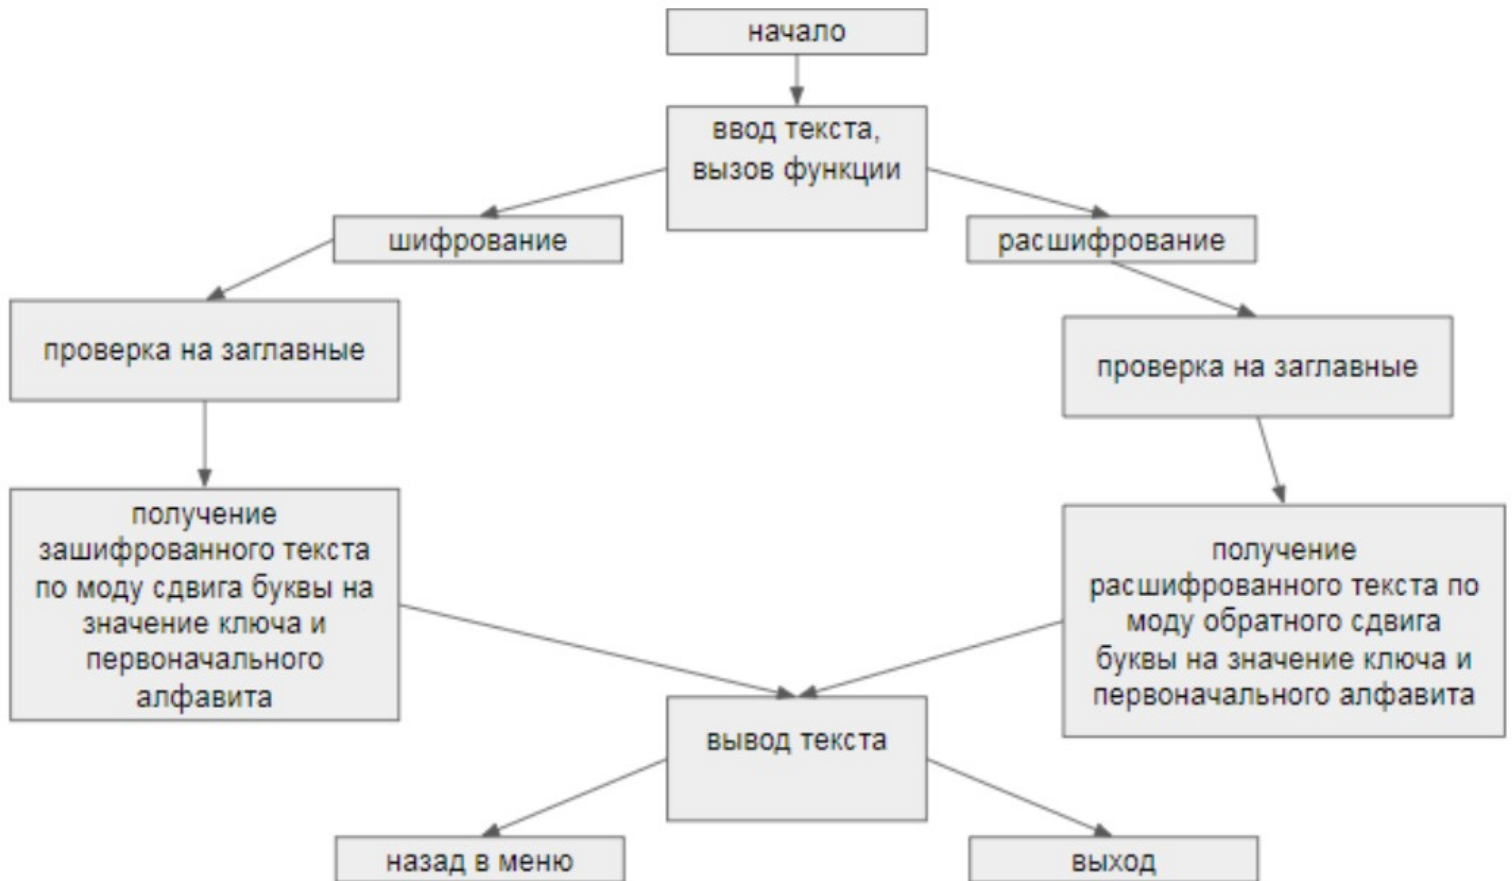 начало
ввод текста,
вызов функции
шифрование
расшифрование
проверка на заглавные
проверка на заглавные
получение
зашифрованного текста
по моду сдвига буквы на
значение ключа и
первоначального
алфавита
получение
расшифрованного текста по
моду обратного сдвига
буквы на значение ключа и
первоначального алфавита
вывод текста
назад в меню
выход